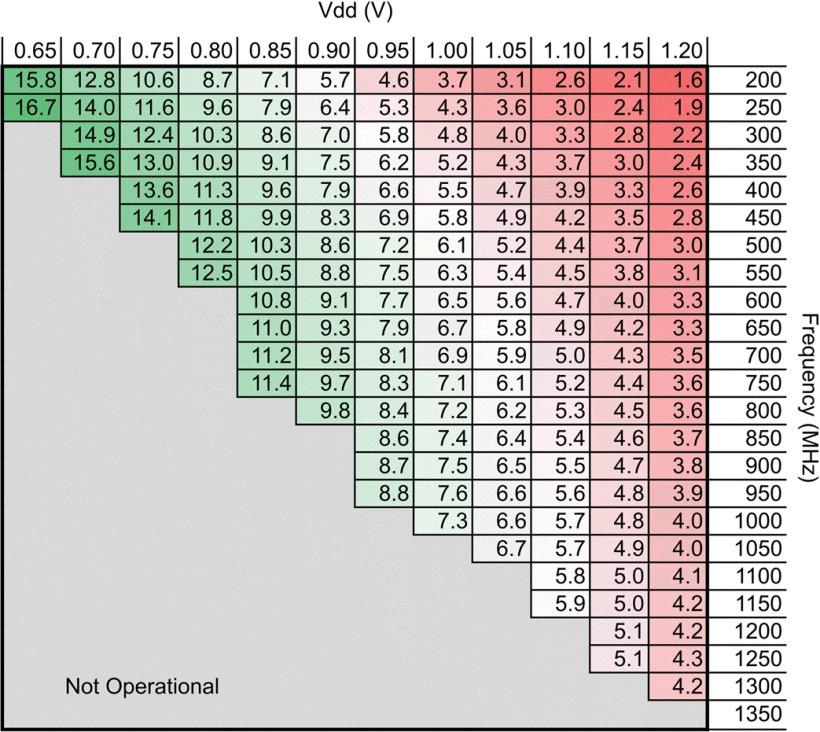 Vdd (V)
0.65 0.70 0.75 0.80 0.85 0.90 0.95 1.00 1.05 1.10 1.15 1.20
15.8 12.8 10.6 8.7 7.1 5.7 4.6 3.7 3.1 2.6 2.1 1.6 200
16.7 14.0 11.6 9.6 7.9 6.4 5.3 4.3 3.6 3.0 2.4 1.9 250
14.9 12.4 10.3 8.6 7.0 5.8 4.8 4.0 3.3 2.8 2.2 300
15.6 13.0 10.9 9.1 7.5 6.2 5.2 4.3 3.7 3.0 2.4 350
13.6 11.3 9.6 7.9 6.6 5.5 4.7 3.9 3.3 2.6 400
14.1 11.8 9.9 8.3 6.9 5.8 4.9 4.2 3.5 2.8 450
12.2 10.3 8.6 7.2 6.1 5.2 4.4 3.7 3.0 500
12.5 10.5 8.8 7.5 6.3 5.4 4.5 3.8 3.1 550
10.8 9.1 7.7 6.5 5.6 4.7 4.0 3.3 600
11.0 9.3 7.9 6.7 5.8 4.9 4.2 3.3 650
11.2 9.5 8.1 6.9 5.9 5.0 4.3 3.5 700
11.4 9.7 8.3 7.1 6.1 5.2 4.4 3.6 750
9.8 8.4 7.2 6.2 5.3 4.5 3.6 800
8.6 7.4 6.4 5.4 4.6 3.7 850
8.7 7.5 6.5 5.5 4.7 3.8 900
8.8 7.6 6.6 5.6 4.8 3.9 950
7.3 6.6 5.7 4.8 4.0 1000
6.7 5.7 4.9 4.0 1050
5.8 5.0 4.1 1100
5.9 5.0 4.2 1150
5.1 4.2 1200
5.1 4.3 1250
Not Operational 4.2 1300
1350
Frequency (MHz)